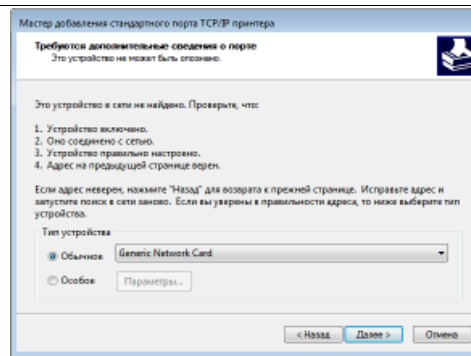 Мастер добавления стандартного порта TCP/IP принтера
Требуются дополнительные сведения о порте
Это устройство не может быть опознано.
Это устройство в сети не найдено. Проверьте, что:
1. Устройство включено.
2. Оно соединено с сетью.
3. Устройство правильно настроено.
4. Адрес на предыдущей странице верен.
Если адрес неверен, нажмите "Назад" для возврата к прежней странице. Исправьте адрес и
запустите поиск в сети заново. Если вы уверены в правильности адреса, то ниже выберите тип
устройства.
Тип устройства
Обычное
Generic Network Card
Особое
Параметры...
< Назад
Далее >
Отмена